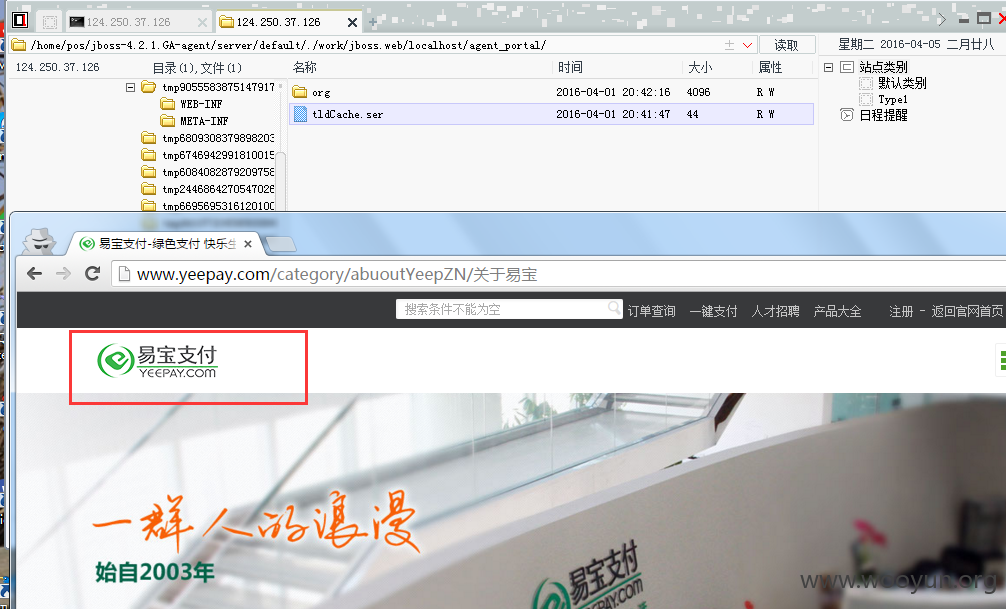 124.250.37.126
124.250.37.126
/home/pos/jboss-4.2.1.GA-agent/server/default/./work/jboss.web/localhost/agent_portal/
读取
星期二 2016-04-05 二月廿八
124.250.37.126
目录(1),文件(1)
名称
时间
大小
属性
站点类别
默认类别
Type1
日程提醒
tmp9055583875147917
WEB-INF
META-INF
tmp6809308379898203
tmp6746942991810015
tmp6084082879209758
tmp2446864270547026
tmp6695695316120100
org
2016-04-01 20:42:16
4096
R W
tldCache.ser
2016-04-01 20:41:47
44
R W
易宝支付-绿色支付 快乐生
www.yeepay.com/category/abuoutYeepZN/关于易宝
搜索条件不能为空
订单查询
一键支付
人才招聘
产品大全
注册 - 返回官网首页
易宝支付
YEEPAY.COM
一群人的浪漫
始自2003年
易宝支付
YEEPAY.COM
www.wooyun.org